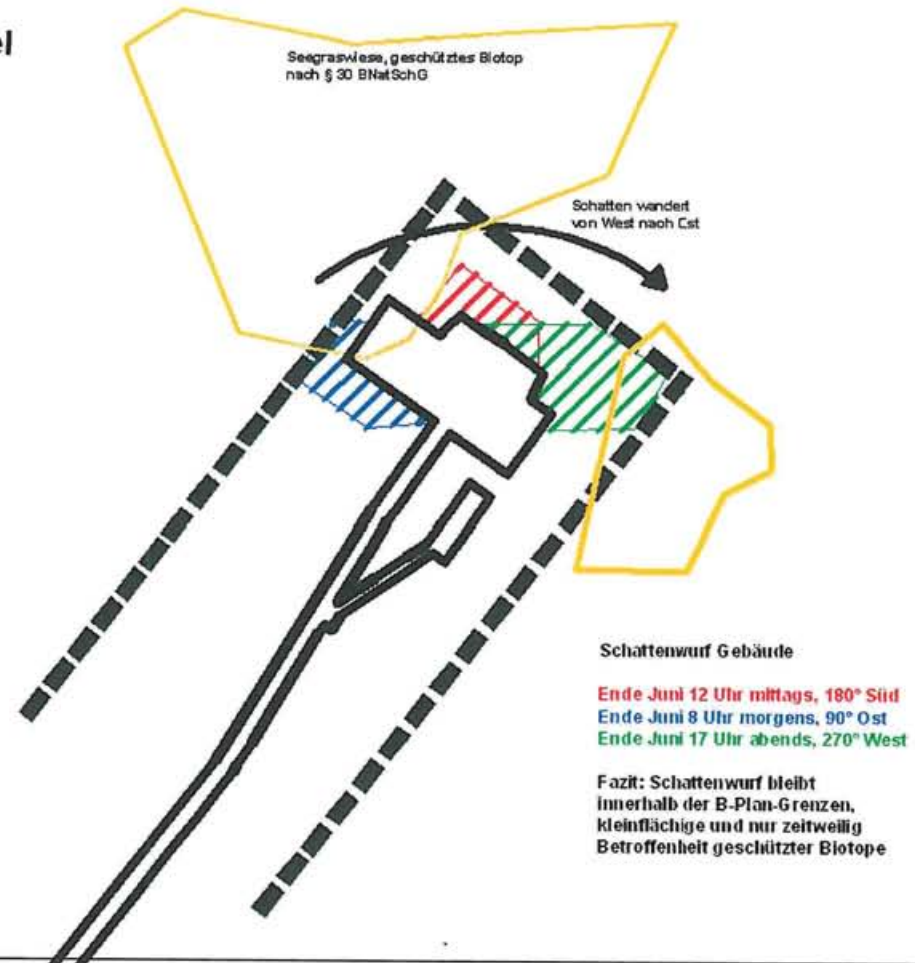 el
Seegraswiese, geschütztes Biotop
nach § 30 BNatSchG
Schatten wandert
von West nach Est
Schattenwurf Gebäude
Ende Juni 12 Uhr mittags, 180° Süd
Ende Juni 8 Uhr morgens, 90° Ost
Ende Juni 17 Uhr abends, 270° West
Fazit: Schattenwurf bleibt
innerhalb der B-Plan-Grenzen,
kleinflächige und nur zeitweilig
Betroffenheit geschützter Biotope